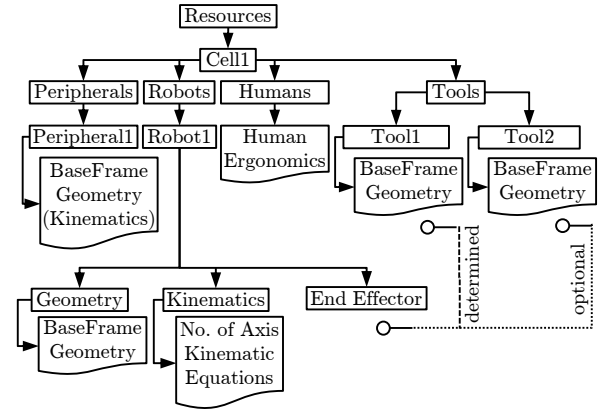 Resources
Cell1
Peripherals
Robots
Humans
Tools
Peripheral1
Robot1
Human
Ergonomics
Tool1
Tool2
BaseFrame
Geometry
(Kinematics)
BaseFrame
Geometry
BaseFrame
Geometry
determined
optional
Geometry
Kinematics
End Effector
BaseFrame
Geometry
No. of Axis
Kinematic
Equations